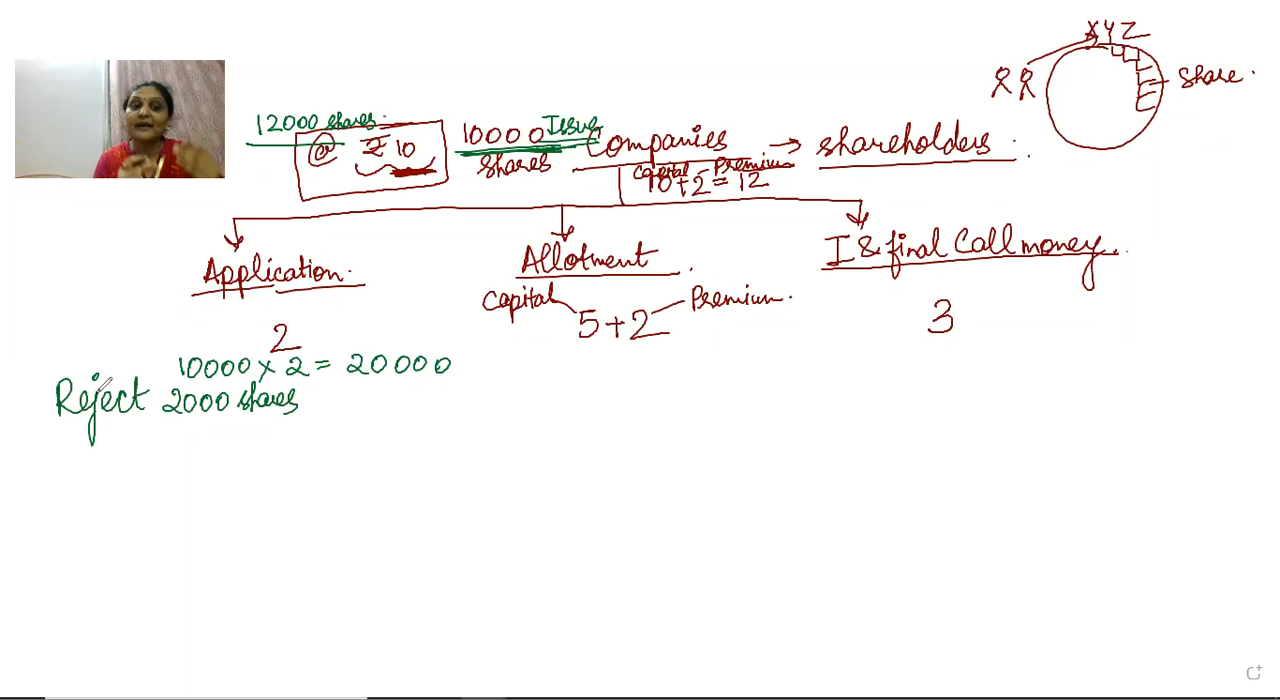 XYZ
Share.
12000 shares.
@ ₹ 10
10000 Issue
shares
Companies → shareholders.
Capital Premium
10+2=12
Application.
Allotment.
I & final Call money.
Capital
5+2
Premium.
2
3
10000 x 2 = 20000
Reject 2000 shares